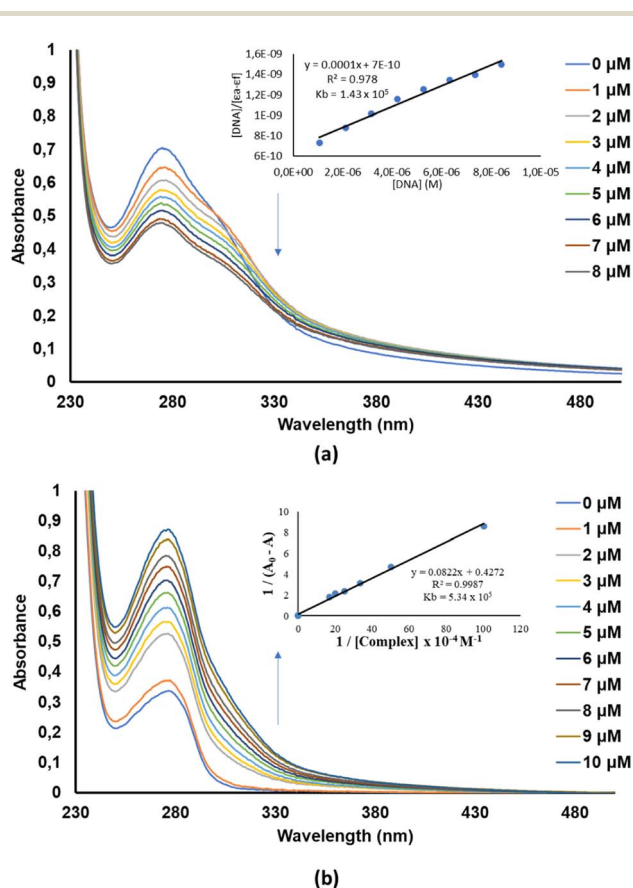 1
0,9
0,8
0,7
0,6
0,5
0,4
0,3
0,2
0,1
0
Absorbance
230
280
330
380
430
480
Wavelength (nm)
1,6E-09
1,4E-09
1,2E-09
1E-09
8E-10
6E-10
[DNA]/[εa-εf]
y = 0.0001x + 7E-10
R² = 0.978
Kb = 1.43 x 10⁵
0,0E+00
2,0E-06
4,0E-06
6,0E-06
8,0E-06
1,0E-05
[DNA] (M)
0 µM
1 µM
2 µM
3 µM
4 µM
5 µM
6 µM
7 µM
8 µM
(a)
1
0,9
0,8
0,7
0,6
0,5
0,4
0,3
0,2
0,1
0
Absorbance
230
280
330
380
430
480
Wavelength (nm)
10
8
6
4
2
0
1 / (A₀ - A)
y = 0.0822x + 0.4272
R² = 0.9987
Kb = 5.34 x 10⁵
0
20
40
60
80
100
120
1 / [Complex] x 10⁻⁴ M⁻¹
0 µM
1 µM
2 µM
3 µM
4 µM
5 µM
6 µM
7 µM
8 µM
9 µM
10 µM
(b)